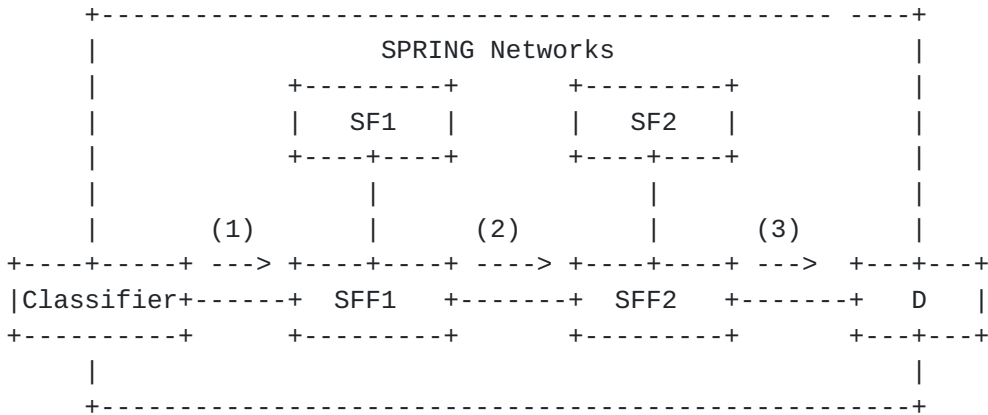 SPRING Networks
SF1 SF2
(1) (2) (3)
Classifier SFF1 SFF2 D